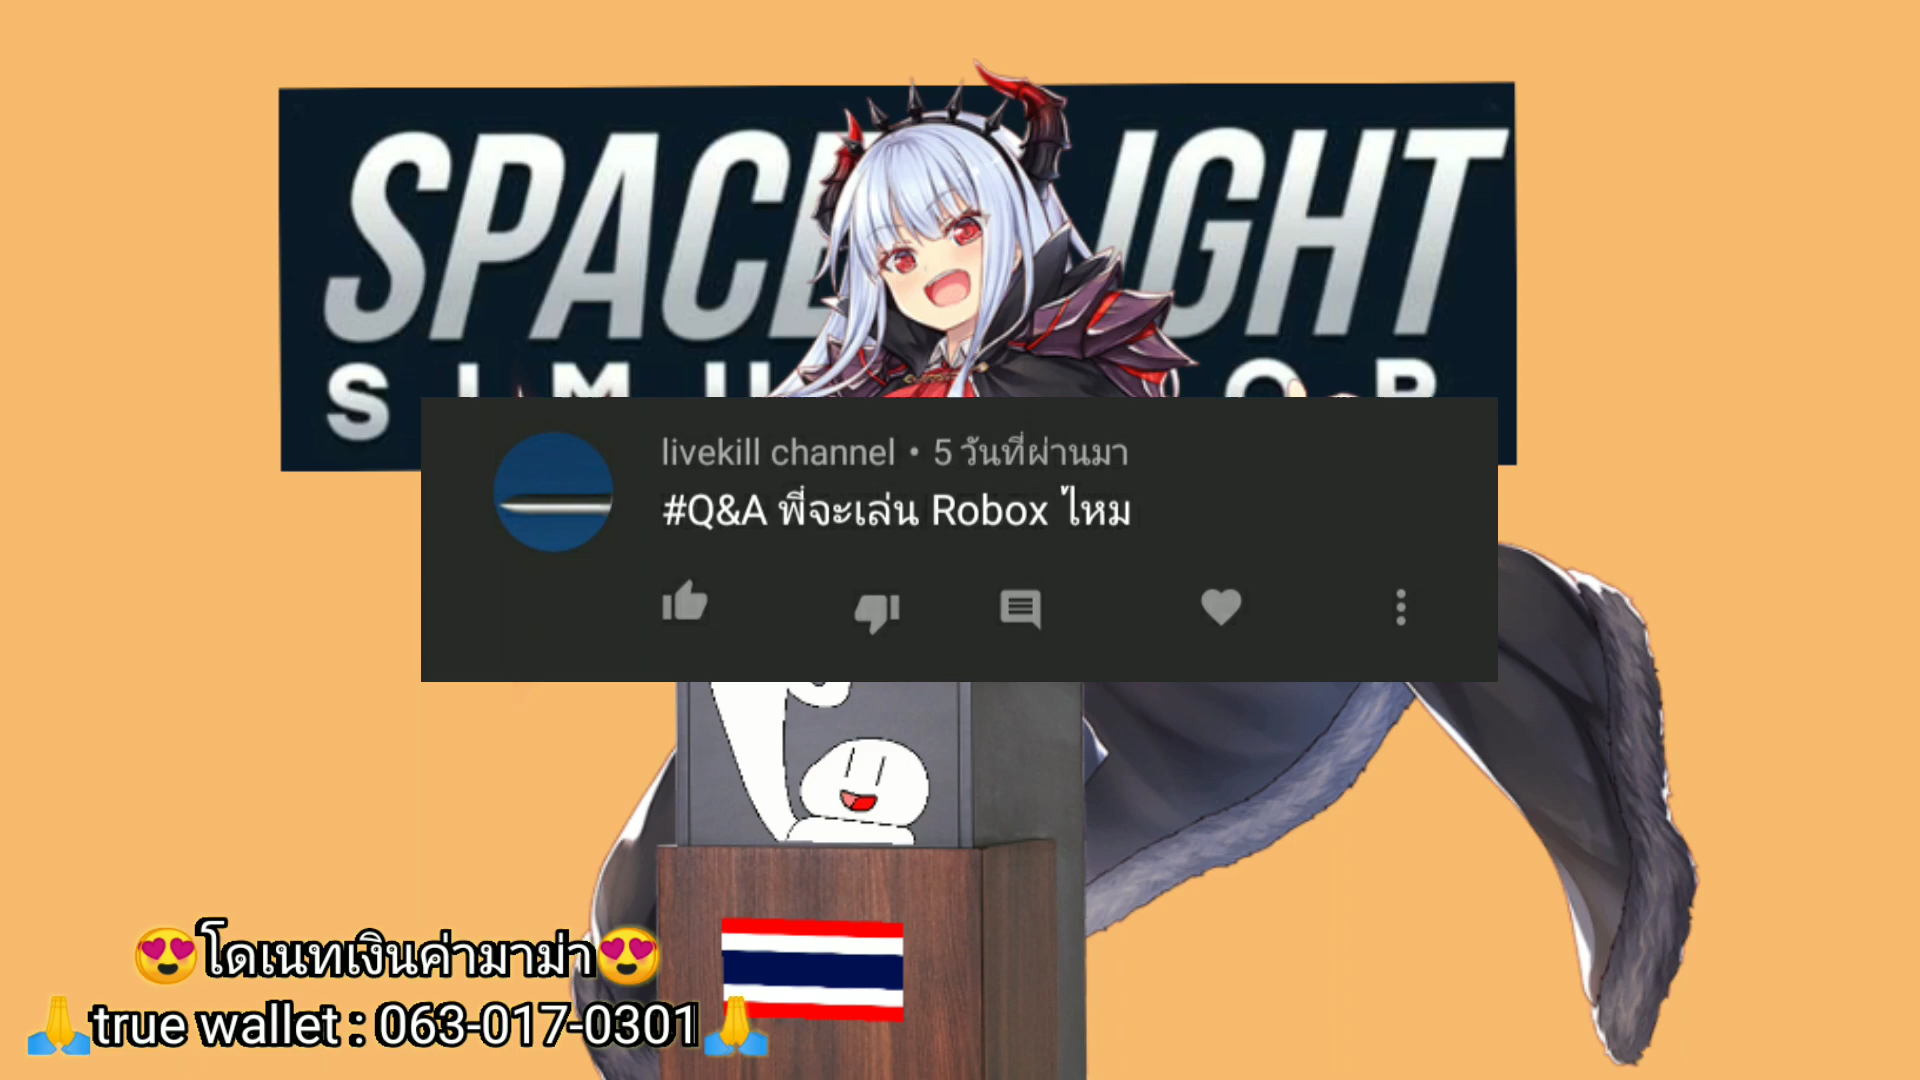 livekill channel • 5 วันที่ผ่านมา
#Q&A พี่จะเล่น Robox ไหม
😍โดเนทเงินค่ามาม่า😍
🙏true wallet : 063-017-0301🙏